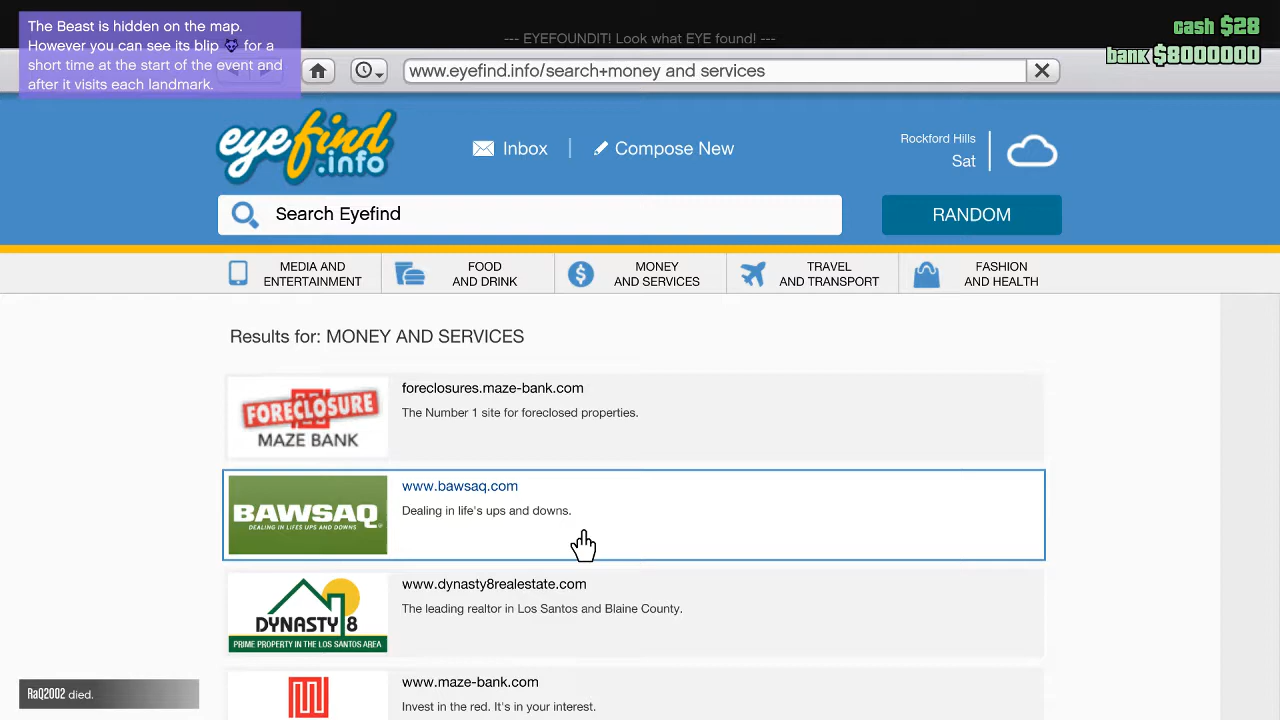 The Beast is hidden on the map.
However you can see its blip for a
short time at the start of the event and
after it visits each landmark.
--- EYEFOUNDIT! Look what EYE found! ---
cash $28
bank $8000000
www.eyefind.info/search+money and services
eyefind
.info
Inbox
Compose New
Rockford Hills
Sat
Search Eyefind
RANDOM
MEDIA AND
ENTERTAINMENT
FOOD
AND DRINK
MONEY
AND SERVICES
TRAVEL
AND TRANSPORT
FASHION
AND HEALTH
Results for: MONEY AND SERVICES
FORECLOSURE
MAZE BANK
foreclosures.maze-bank.com
The Number 1 site for foreclosed properties.
BAWSAQ
DEALING IN LIFES UPS AND DOWNS
www.bawsaq.com
Dealing in life's ups and downs.
DYNASTY 8
PRIME PROPERTY IN THE LOS SANTOS AREA
www.dynasty8realestate.com
The leading realtor in Los Santos and Blaine County.
www.maze-bank.com
Invest in the red. It's in your interest.
RaQ2002 died.